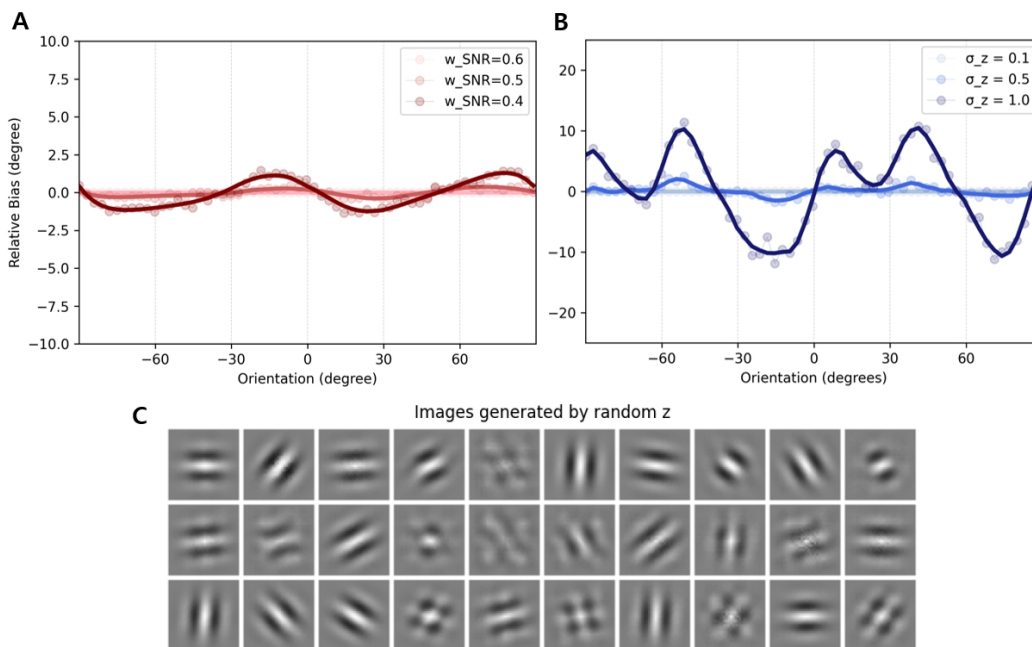 A
10.0
7.5
5.0
2.5
0.0
−2.5
−5.0
−7.5
−10.0
Relative Bias (degree)
w_SNR=0.6
w_SNR=0.5
w_SNR=0.4
−60
−30
0
30
60
Orientation (degree)
B
20
10
0
−10
−20
σ_z = 0.1
σ_z = 0.5
σ_z = 1.0
−60
−30
0
30
60
Orientation (degrees)
C
Images generated by random z